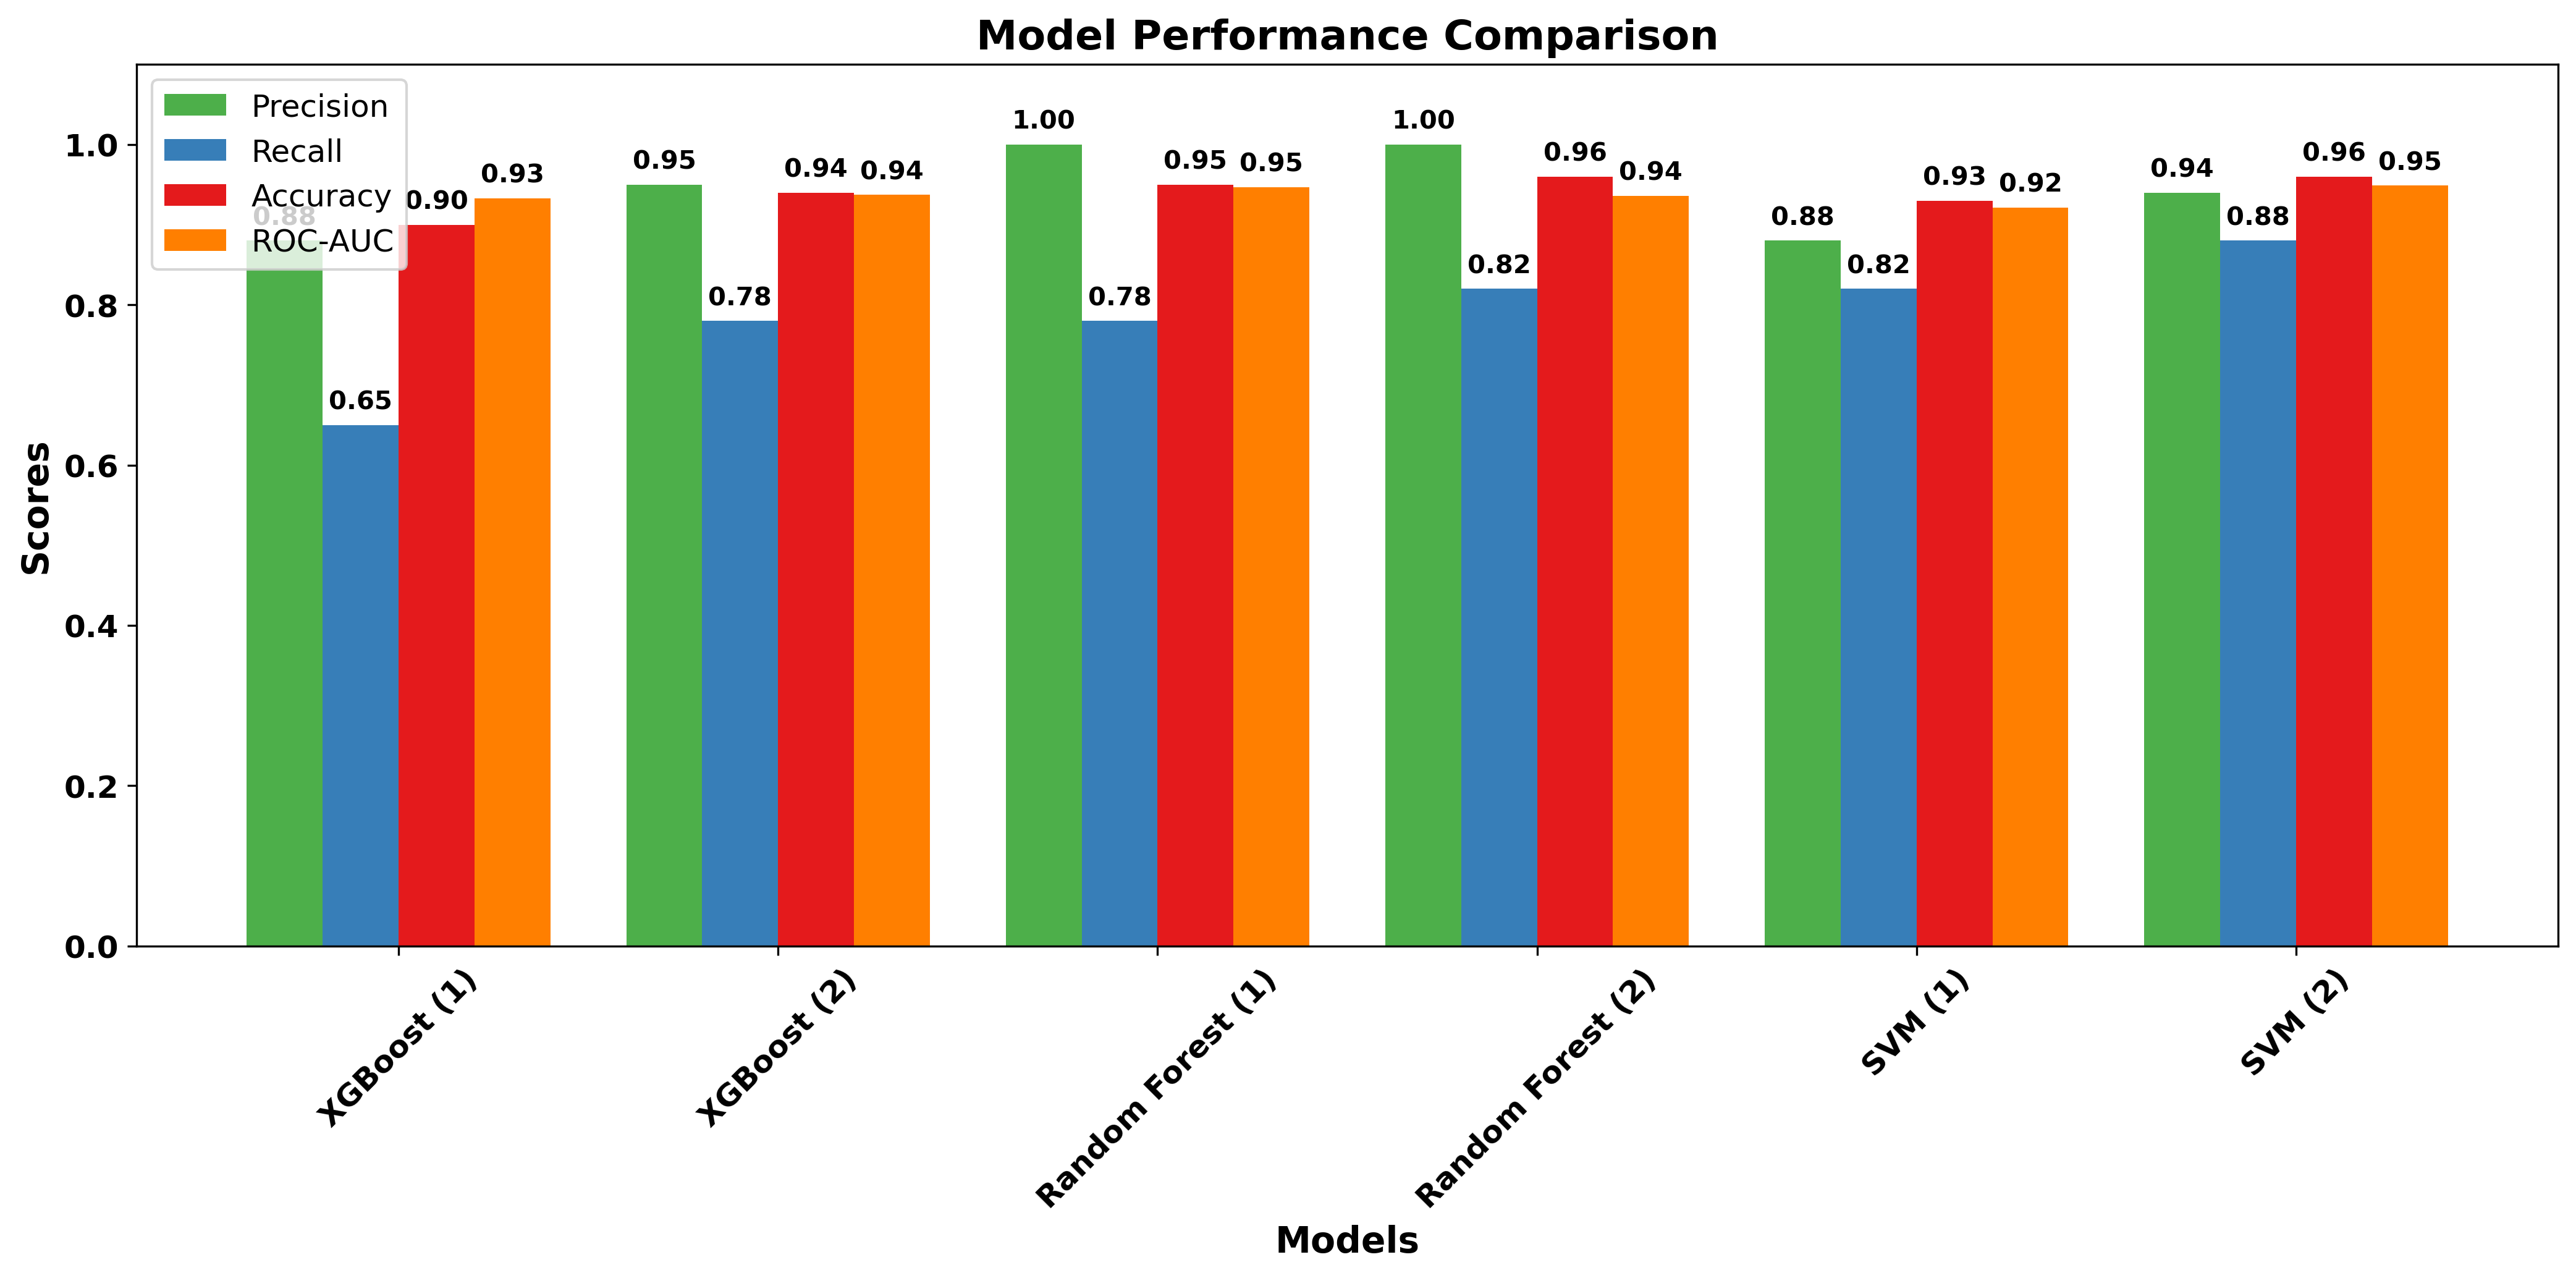 Model Performance Comparison
Precision
Recall
Accuracy
ROC-AUC
Scores
1.0
0.8
0.6
0.4
0.2
0.0
0.88
0.65
0.90
0.93
0.95
0.78
0.94
0.94
1.00
0.78
0.95
0.95
1.00
0.82
0.96
0.94
0.88
0.82
0.93
0.92
0.94
0.88
0.96
0.95
XGBoost (1)
XGBoost (2)
Random Forest (1)
Random Forest (2)
SVM (1)
SVM (2)
Models